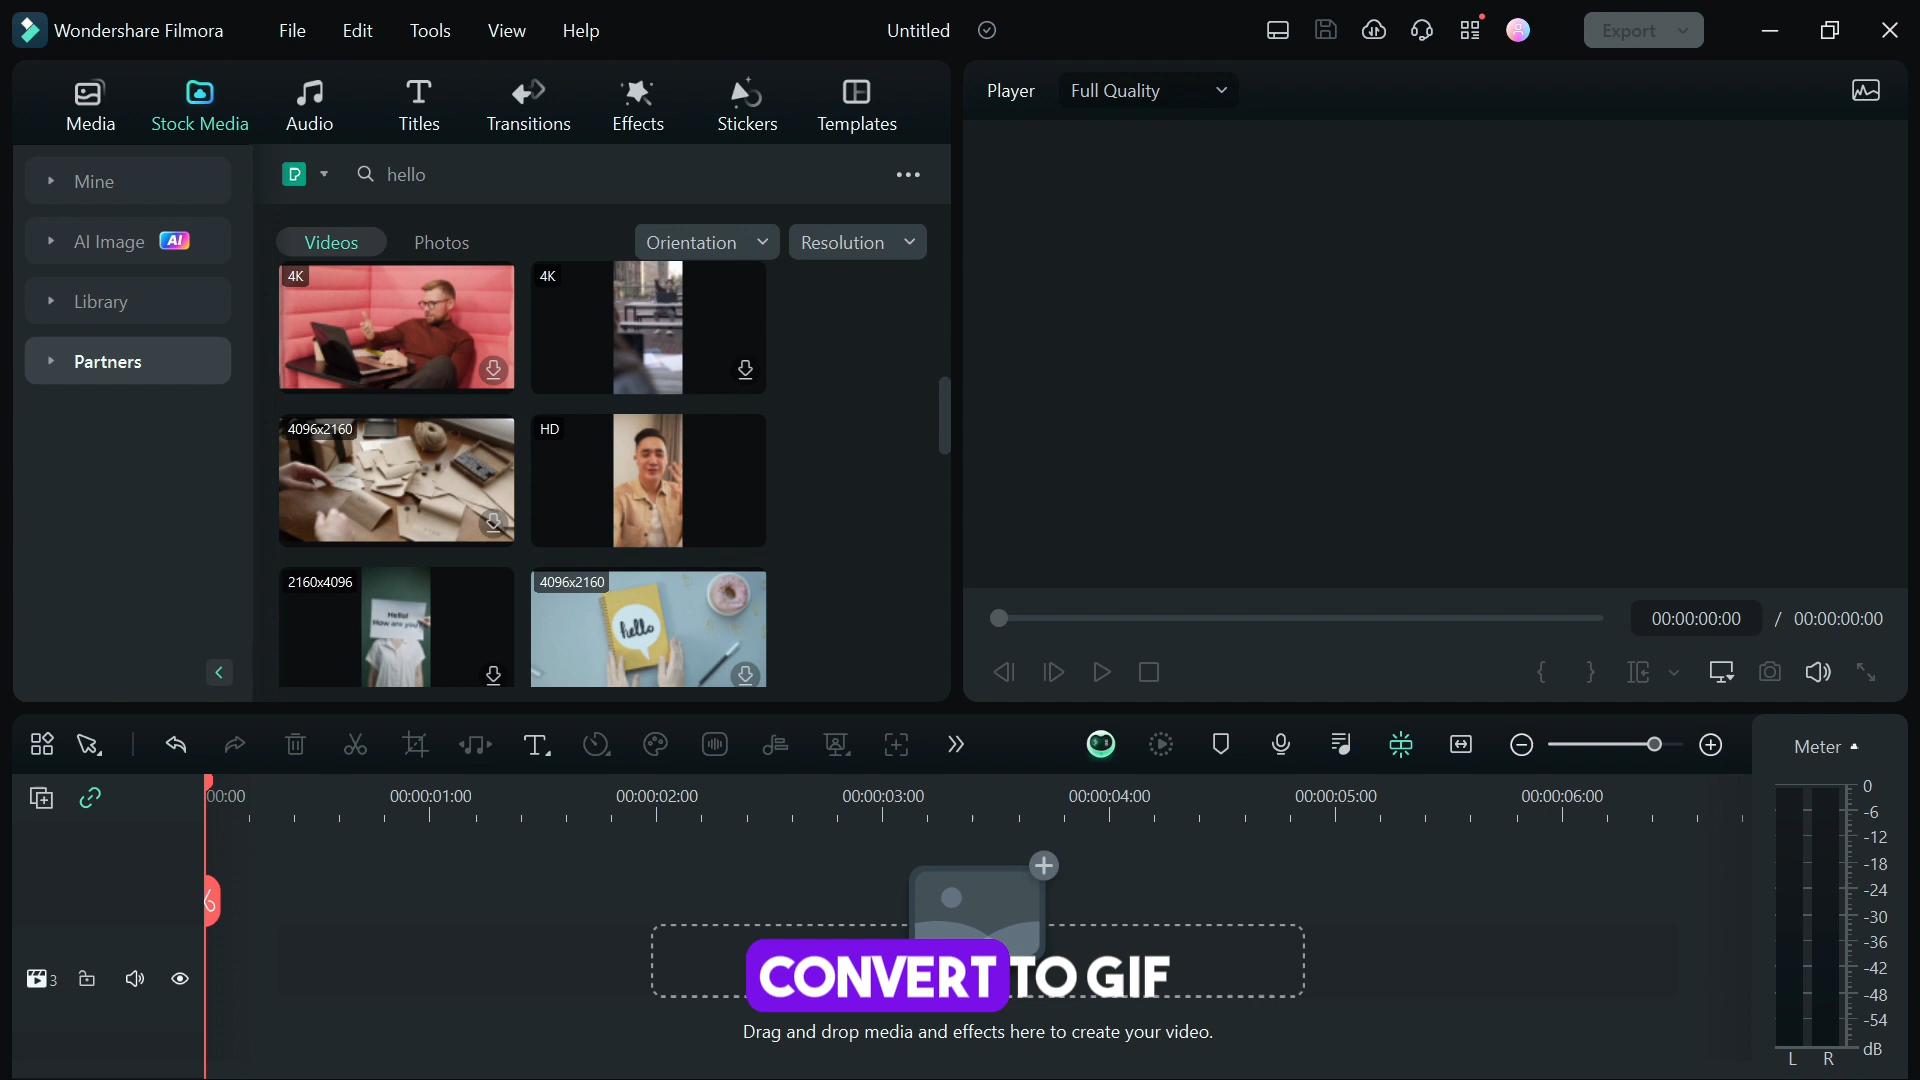 Wondershare Filmora
File
Edit
Tools
View
Help
Untitled
Export
Media
Stock Media
Audio
Titles
Transitions
Effects
Stickers
Templates
Player
Full Quality
Mine
AI Image
AI
Library
Partners
hello
Videos
Photos
Orientation
Resolution
4K
4K
4096x2160
HD
2160x4096
Hello!
How are you?
4096x2160
hello
00:00:00:00
/
00:00:00:00
Meter
00:00
00:00:01:00
00:00:02:00
00:00:03:00
00:00:04:00
00:00:05:00
00:00:06:00
0
-6
-12
-18
-24
-30
-36
-42
-48
-54
dB
L R
3
CONVERT TO GIF
Drag and drop media and effects here to create your video.